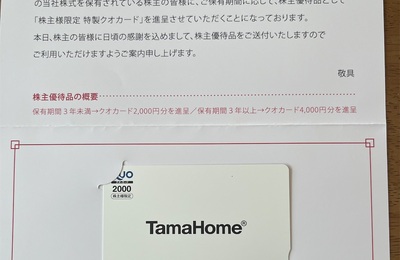 の当社株式を保有されている株主の皆様に、ご保有期間に応じて、株主優待品として
「株主様限定 特製クオカード」を進呈させていただくことになっております。
本日、株主の皆様に日頃の感謝を込めまして、株主優待品をご送付いたしますので
ご利用いただけますようご案内申し上げます。
敬具
株主優待品の概要
保有期間3年未満→クオカード2,000円分を進呈／保有期間3年以上→クオカード4,000円分を進呈
QUO
2000
株主様限定
TamaHome®